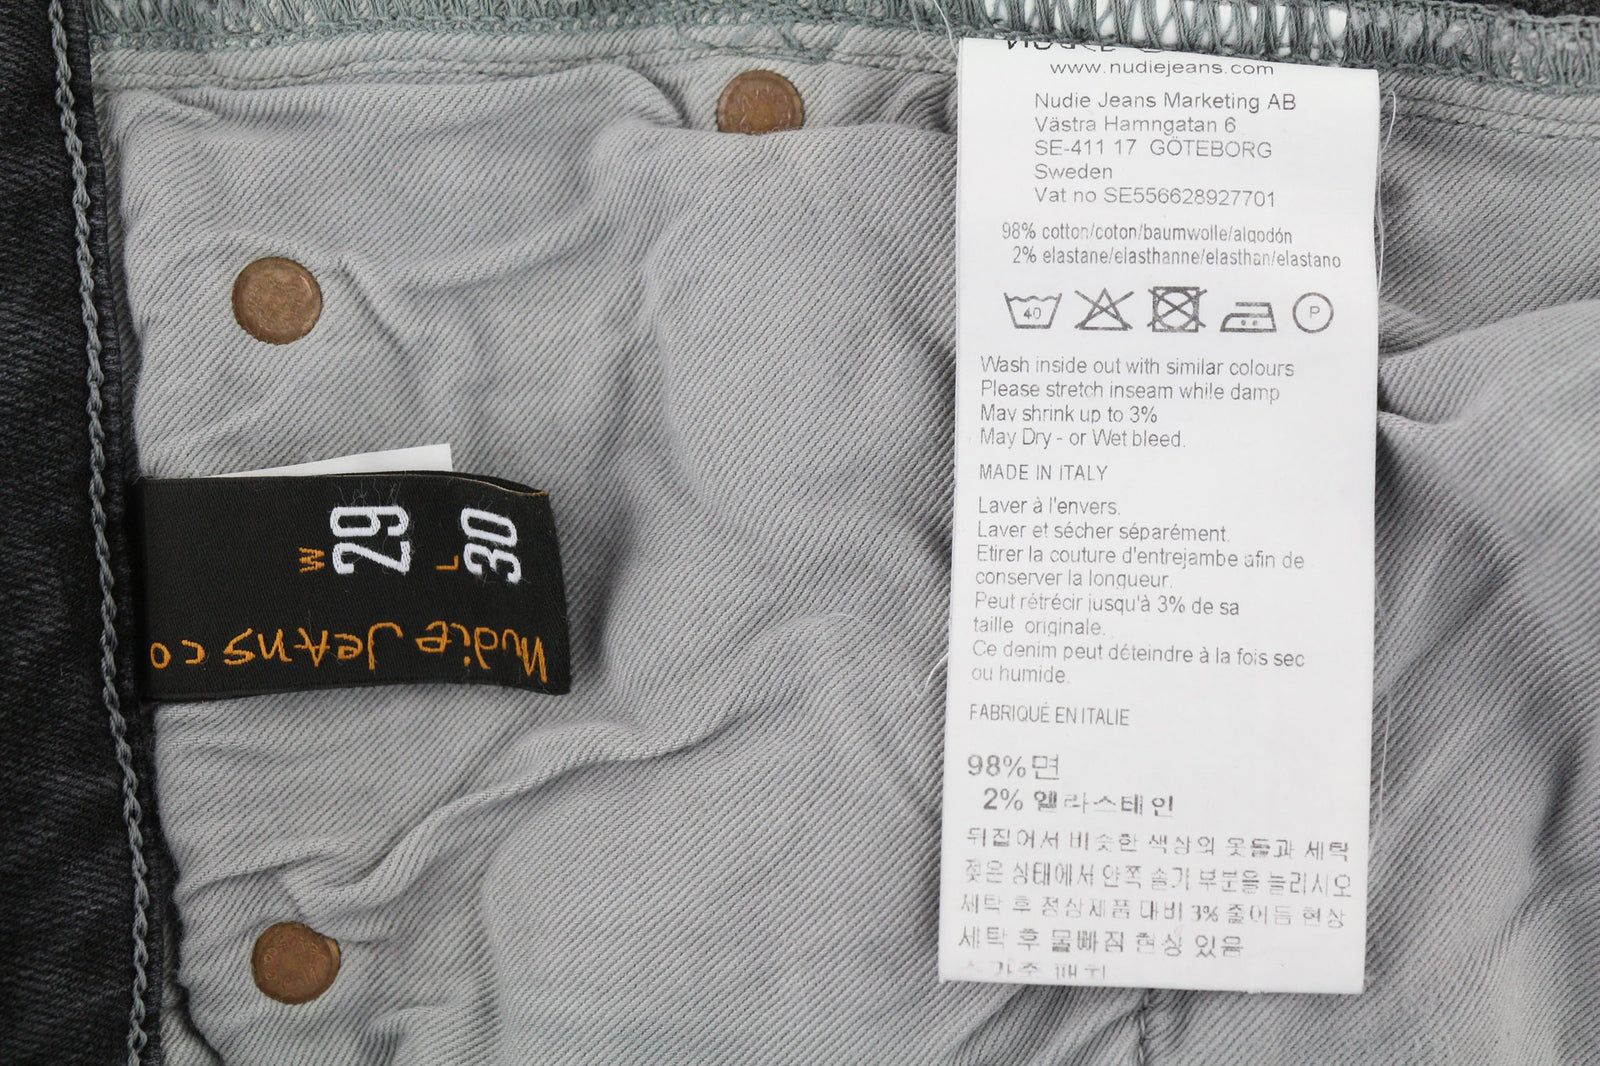 W
29
L
30
Nudie Jeans co
www.nudiejeans.com
Nudie Jeans Marketing AB
Västra Hamngatan 6
SE-411 17 GÖTEBORG
Sweden
Vat no SE556628927701
98% cotton/coton/baumwolle/algodón
2% elastane/elasthanne/elasthan/elastano
40
P
Wash inside out with similar colours
Please stretch inseam while damp
May shrink up to 3%
May Dry - or Wet bleed.
MADE IN ITALY
Laver à l'envers.
Laver et sécher séparément.
Etirer la couture d'entrejambe afin de
conserver la longueur.
Peut rétrécir jusqu'à 3% de sa
taille originale.
Ce denim peut déteindre à la fois sec
ou humide.
FABRIQUÉ EN ITALIE
98%면
2% 엘라스테인
뒤집어서 비슷한 색상의 옷들과 세탁
젖은 상태에서 안쪽 솔기 부분을 늘리시오
세탁 후 정상제품 대비 3% 줄어듬 현상
세탁 후 물빠짐 현상 있음